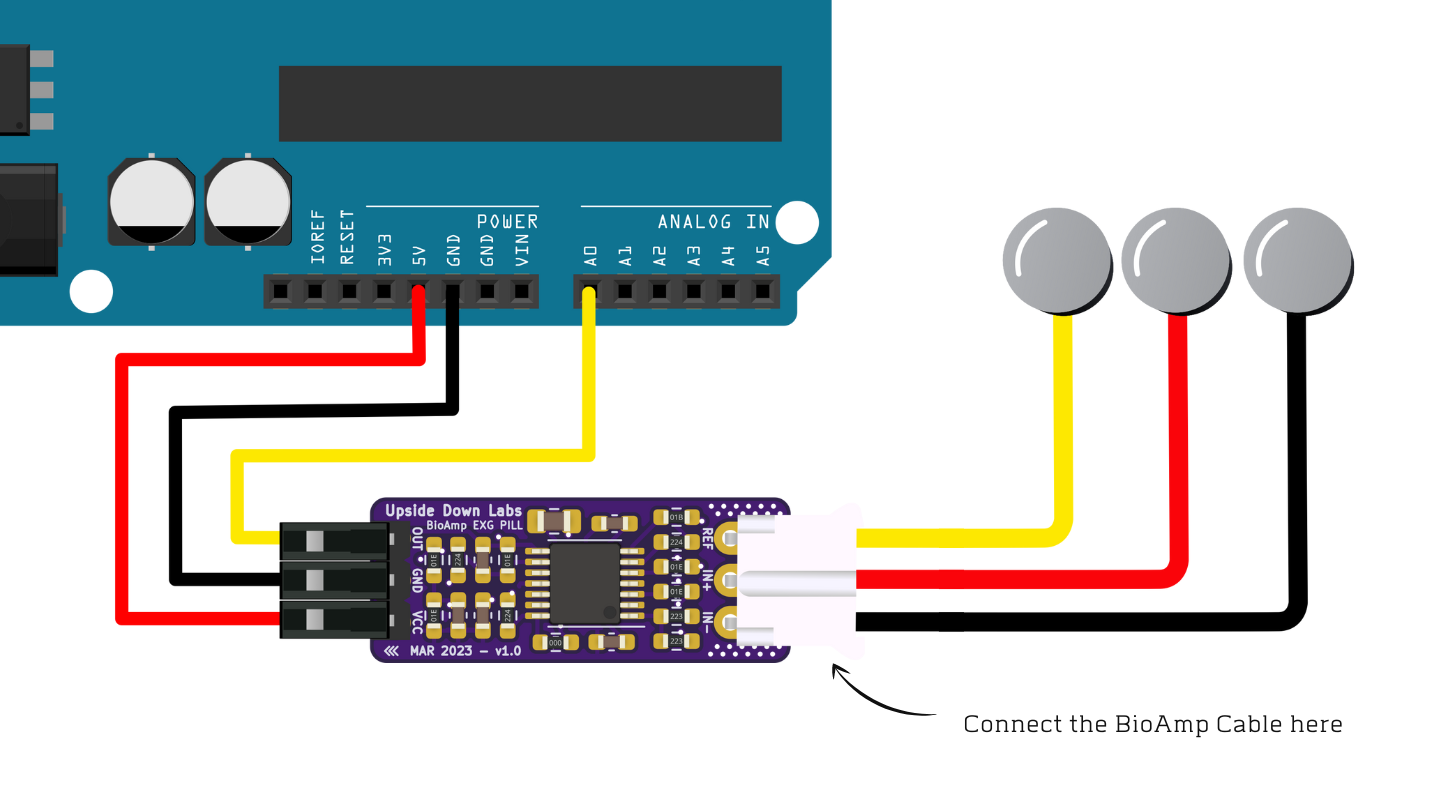 POWER
ANALOG IN
IOREF
RESET
3V3
5V
GND
GND
VIN
A0
A1
A2
A3
A4
A5
Upside Down Labs
BioAmp EXG PILL
OUT
GND
VCC
01E
224
01E
01E
224
000
01B
224
01E
01E
223
223
REF
IN+
IN-
MAR 2023 - v1.0
Connect the BioAmp Cable here